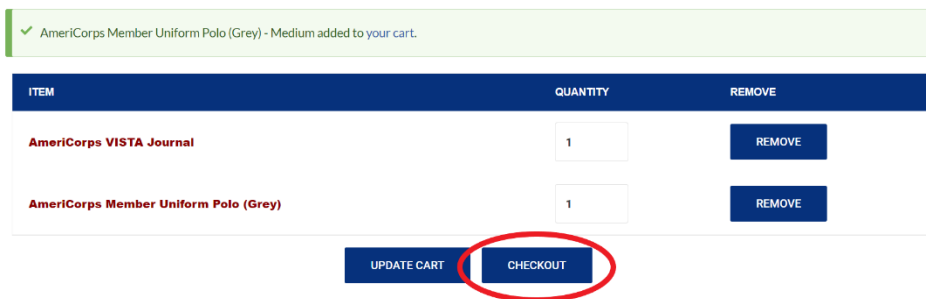 AmeriCorps Member Uniform Polo (Grey) - Medium added to your cart.
ITEM QUANTITY REMOVE
AmeriCorps VISTA Journal 1 REMOVE
AmeriCorps Member Uniform Polo (Grey) 1 REMOVE
UPDATE CART CHECKOUT